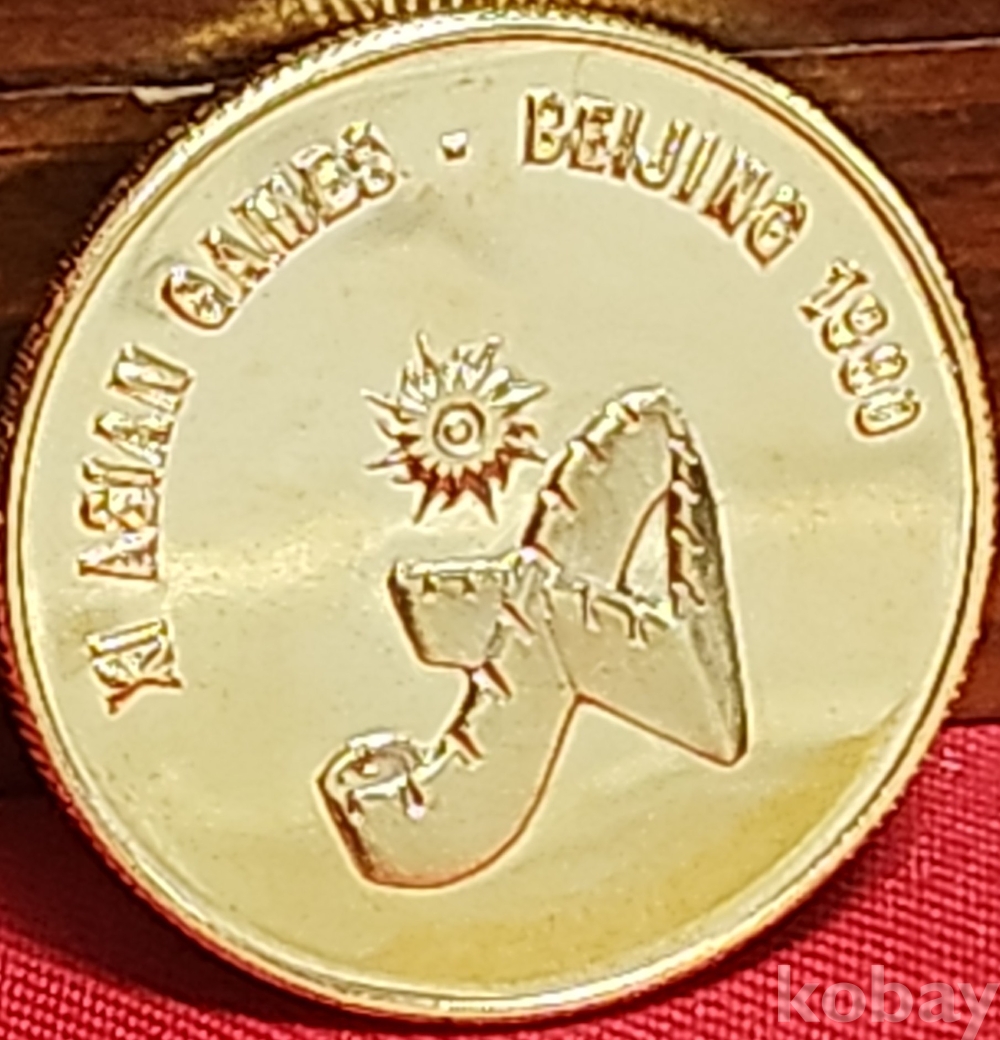 XI ASIAN GAMES · BEIJING 1990
kobay